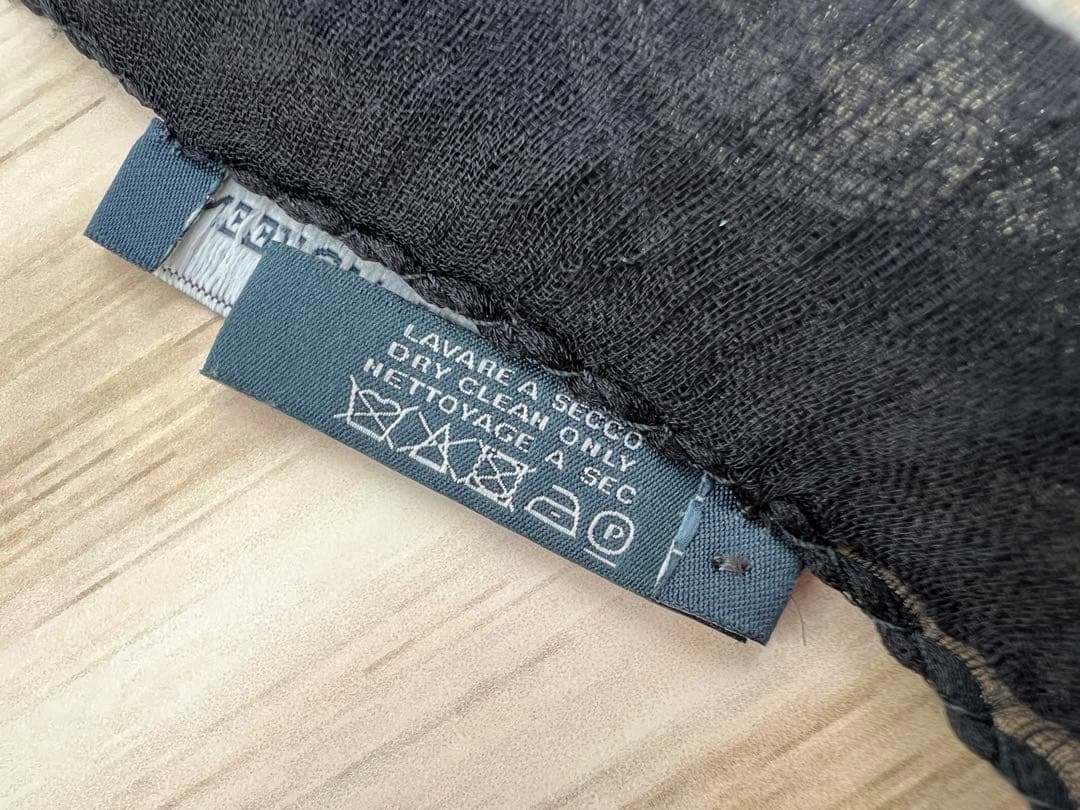 LAVARE A SECCO
DRY CLEAN ONLY
NETTOYAGE A SEC
P